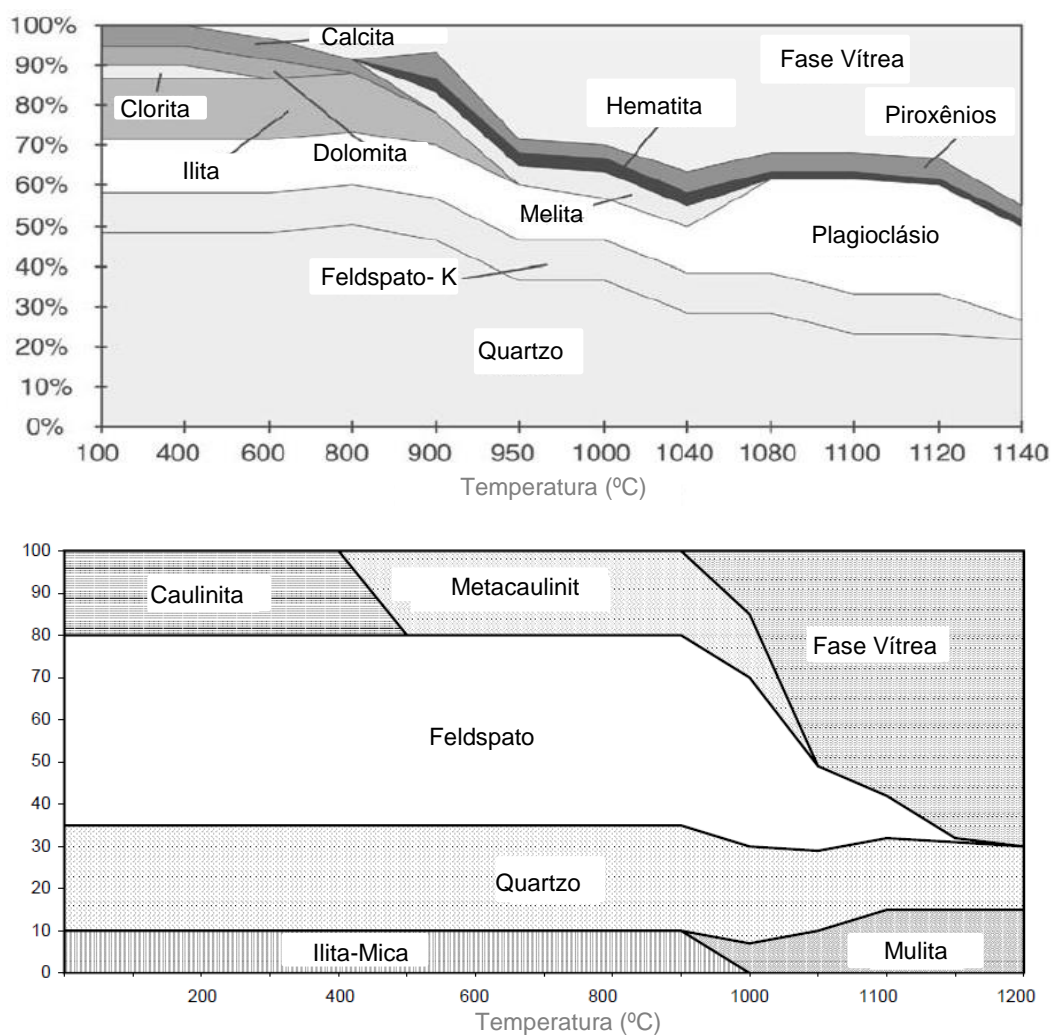 100%
90%
80%
70%
60%
50%
40%
30%
20%
10%
0%
Calcita
Fase Vítrea
Clorita
Hematita
Piroxênios
Ilita
Dolomita
Melita
Plagioclásio
Feldspato- K
Quartzo
100 400 600 800 900 950 1000 1040 1080 1100 1120 1140
Temperatura (ºC)
100
90
80
70
60
50
40
30
20
10
0
Caulinita
Metacaulinit
Fase Vítrea
Feldspato
Quartzo
Ilita-Mica
Mulita
200 400 600 800 1000 1100 1200
Temperatura (ºC)